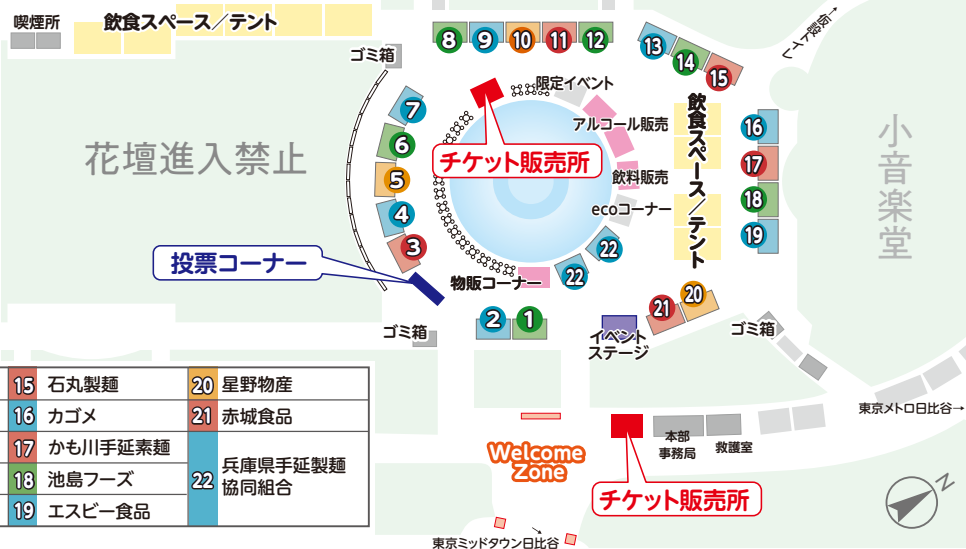 喫煙所
飲食スペース／テント
ゴミ箱
8
9
10
11
12
13
14
15
仮設トイレ
限定イベント
アルコール販売
飲料販売
ecoコーナー
飲食スペース／テント
チケット販売所
花壇進入禁止
小音楽堂
7
6
5
4
3
16
17
18
19
投票コーナー
物販コーナー
22
22
2
1
ゴミ箱
イベント
ステージ
21
20
ゴミ箱
15 石丸製麺
16 カゴメ
17 かも川手延素麺
18 池島フーズ
19 エスビー食品
20 星野物産
21 赤城食品
22 兵庫県手延製麺
協同組合
Welcome
Zone
本部
事務局
救護室
チケット販売所
東京メトロ日比谷→
東京ミッドタウン日比谷
→
N